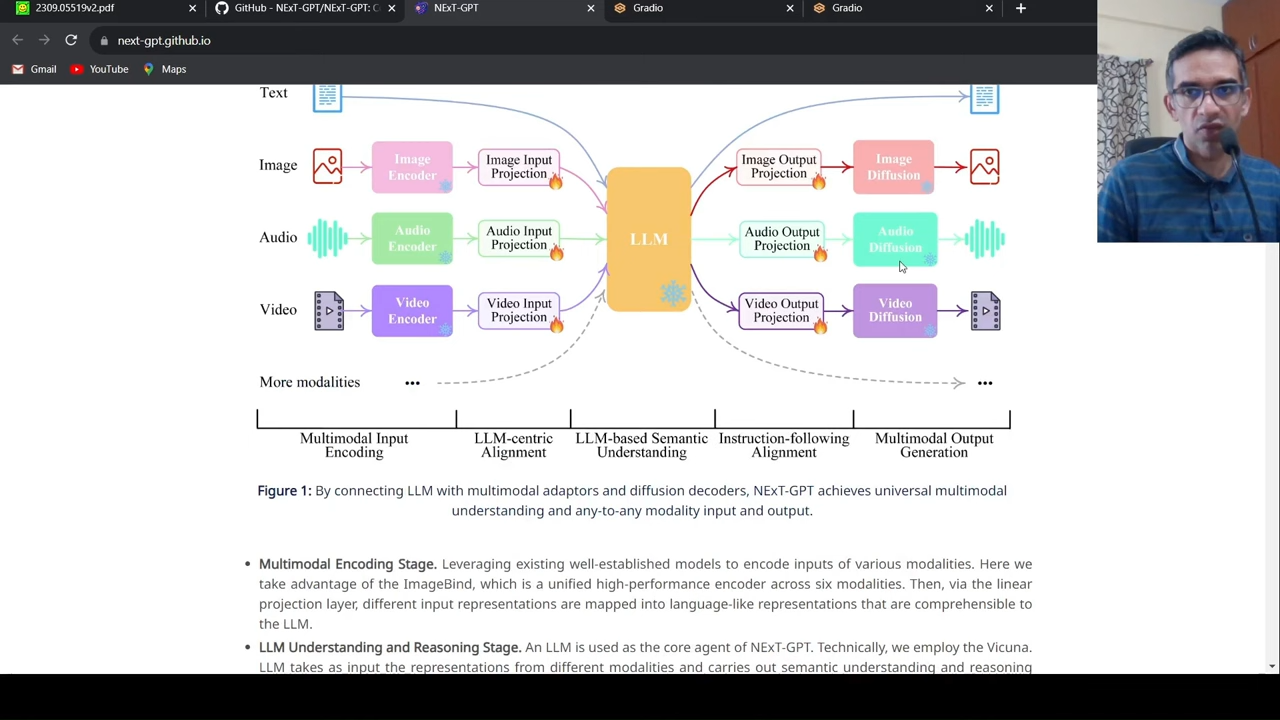 2309.05519v2.pdf
GitHub - NExT-GPT/NExT-GPT: C
NExT-GPT
Gradio
Gradio
next-gpt.github.io
Gmail
YouTube
Maps
Text
Image
Image Encoder
Image Input Projection
Image Output Projection
Image Diffusion
Audio
Audio Encoder
Audio Input Projection
LLM
Audio Output Projection
Audio Diffusion
Video
Video Encoder
Video Input Projection
Video Output Projection
Video Diffusion
More modalities
...
...
Multimodal Input Encoding
LLM-centric Alignment
LLM-based Semantic Understanding
Instruction-following Alignment
Multimodal Output Generation
Figure 1: By connecting LLM with multimodal adaptors and diffusion decoders, NExT-GPT achieves universal multimodal
understanding and any-to-any modality input and output.
• Multimodal Encoding Stage. Leveraging existing well-established models to encode inputs of various modalities. Here we
take advantage of the ImageBind, which is a unified high-performance encoder across six modalities. Then, via the linear
projection layer, different input representations are mapped into language-like representations that are comprehensible to
the LLM.
• LLM Understanding and Reasoning Stage. An LLM is used as the core agent of NExT-GPT. Technically, we employ the Vicuna.
LLM takes as input the representations from different modalities and carries out semantic understanding and reasoning